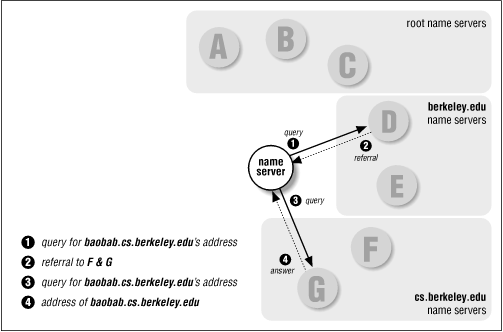 root name servers
A
B
C
berkeley.edu
name servers
D
E
query
1
2
referral
name
server
3 query
4
answer
F
G
cs.berkeley.edu
name servers
1 query for baobab.cs.berkeley.edu's address
2 referral to F & G
3 query for baobab.cs.berkeley.edu's address
4 address of baobab.cs.berkeley.edu